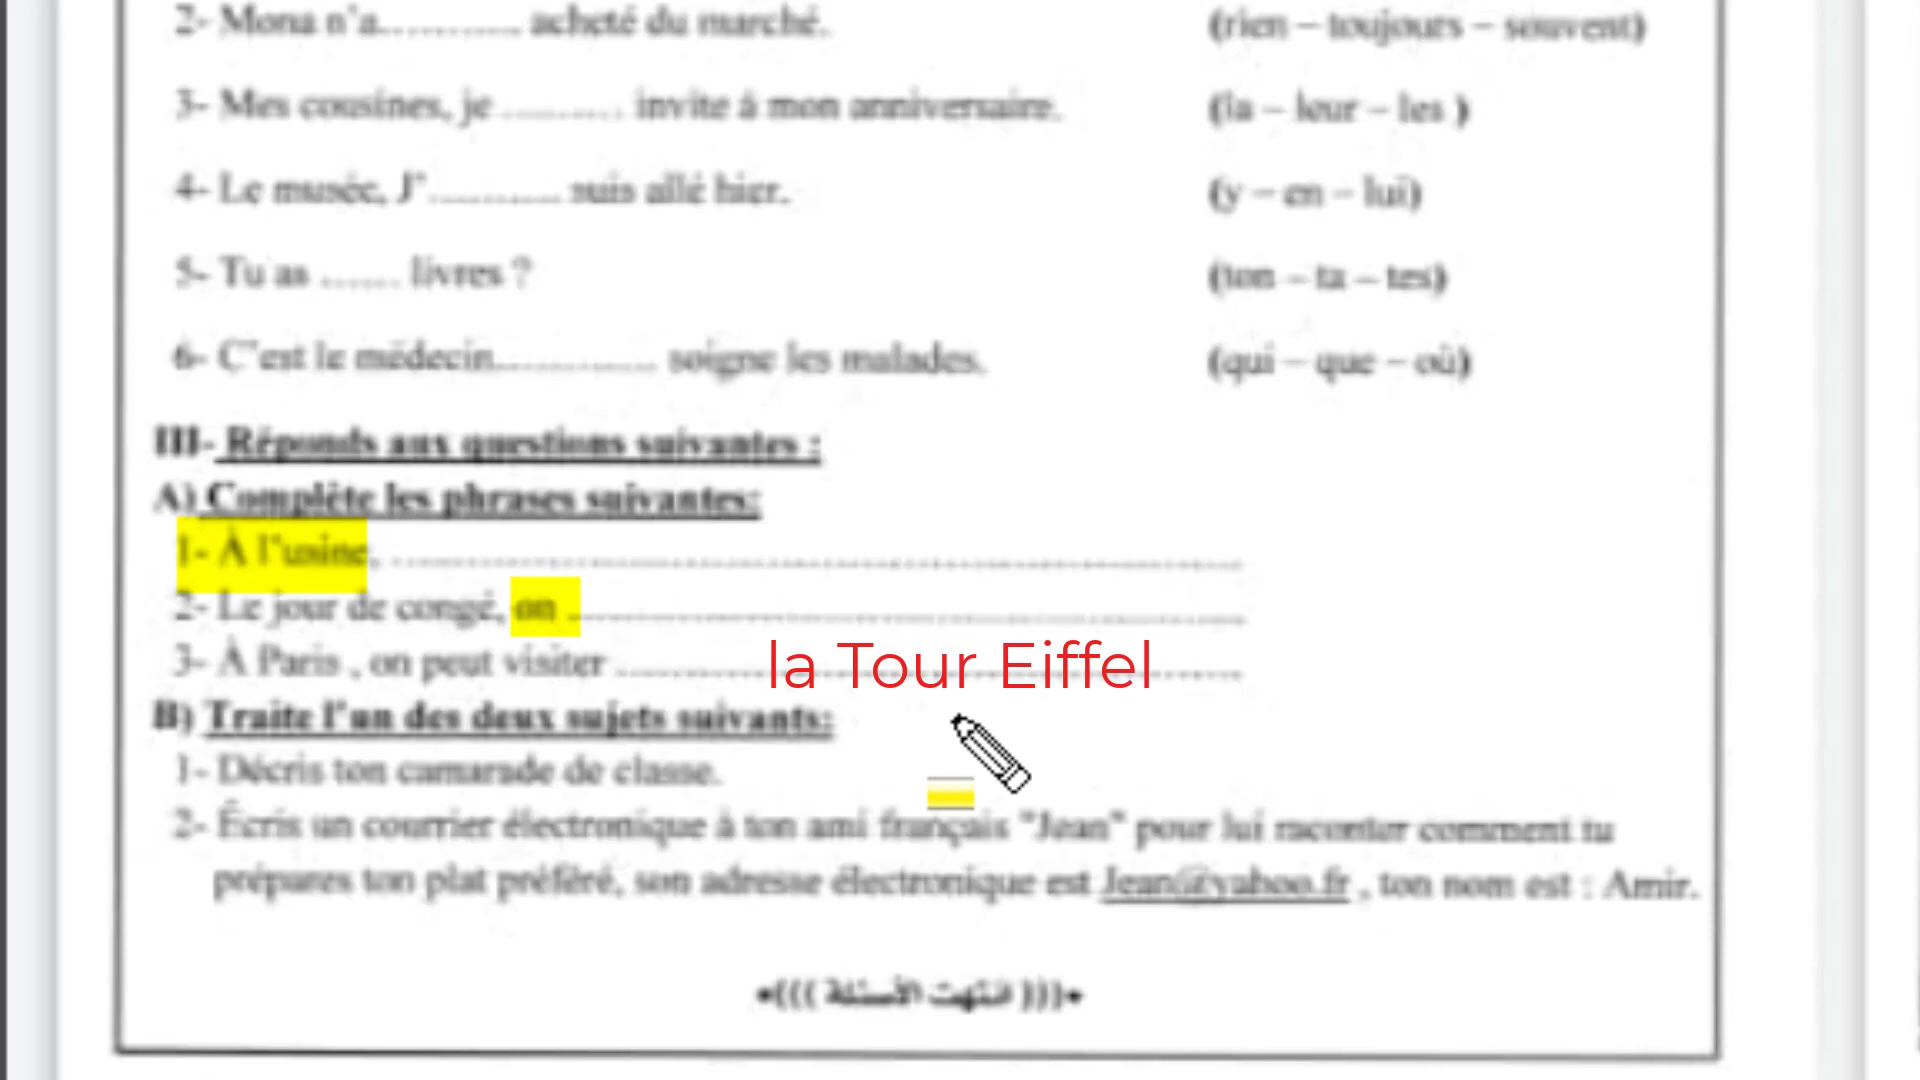 2- Mona n'a............ acheté du marché. (rien – toujours – souvent)
3- Mes cousines, je .......... invite à mon anniversaire. (la – leur – les )
4- Le musée, J'........... suis allé hier. (y – en – lui)
5- Tu as ....... livres ? (ton – ta – tes)
6- C'est le médecin.............. soigne les malades. (qui – que – où)
III- Réponds aux questions suivantes :
A) Complète les phrases suivantes:
1- À l'usine, ..........................................................
2- Le jour de congé, on ..........................................................
3- À Paris , on peut visiter ........ la Tour Eiffel ........
B) Traite l'un des deux sujets suivants:
1- Décris ton camarade de classe.
2- Écris un courrier électronique à ton ami français "Jean" pour lui raconter comment tu
prépares ton plat préféré, son adresse électronique est Jean@yahoo.fr , ton nom est : Amir.
•((( انتهت الأسئلة )))•